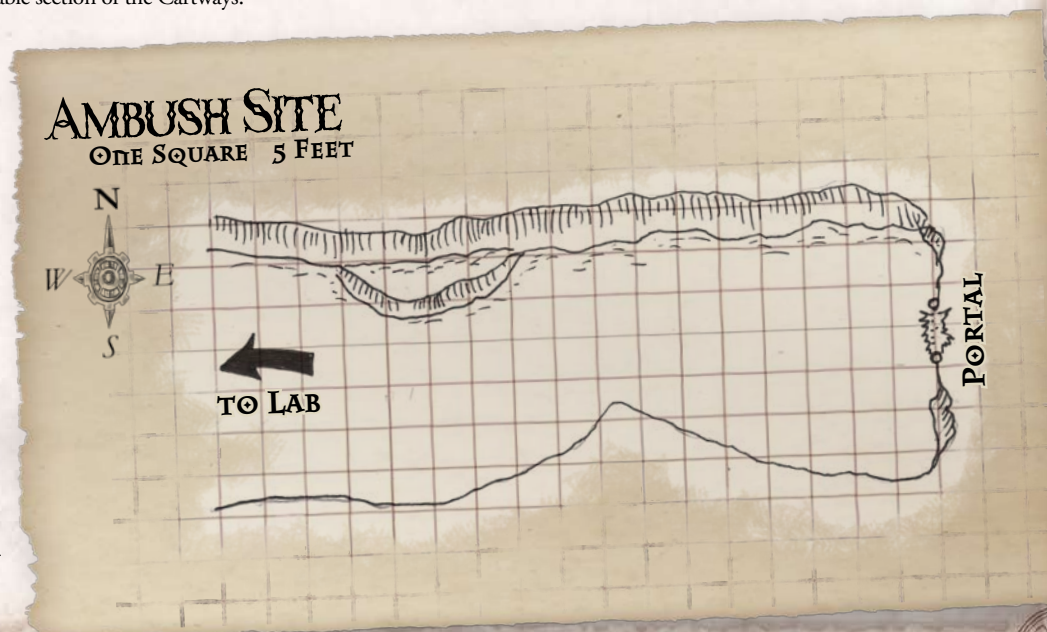 able section of the Cartways.
AMBUSH SITE
ONE SQUARE 5 FEET
N
W E
S
PORTAL
TO LAB